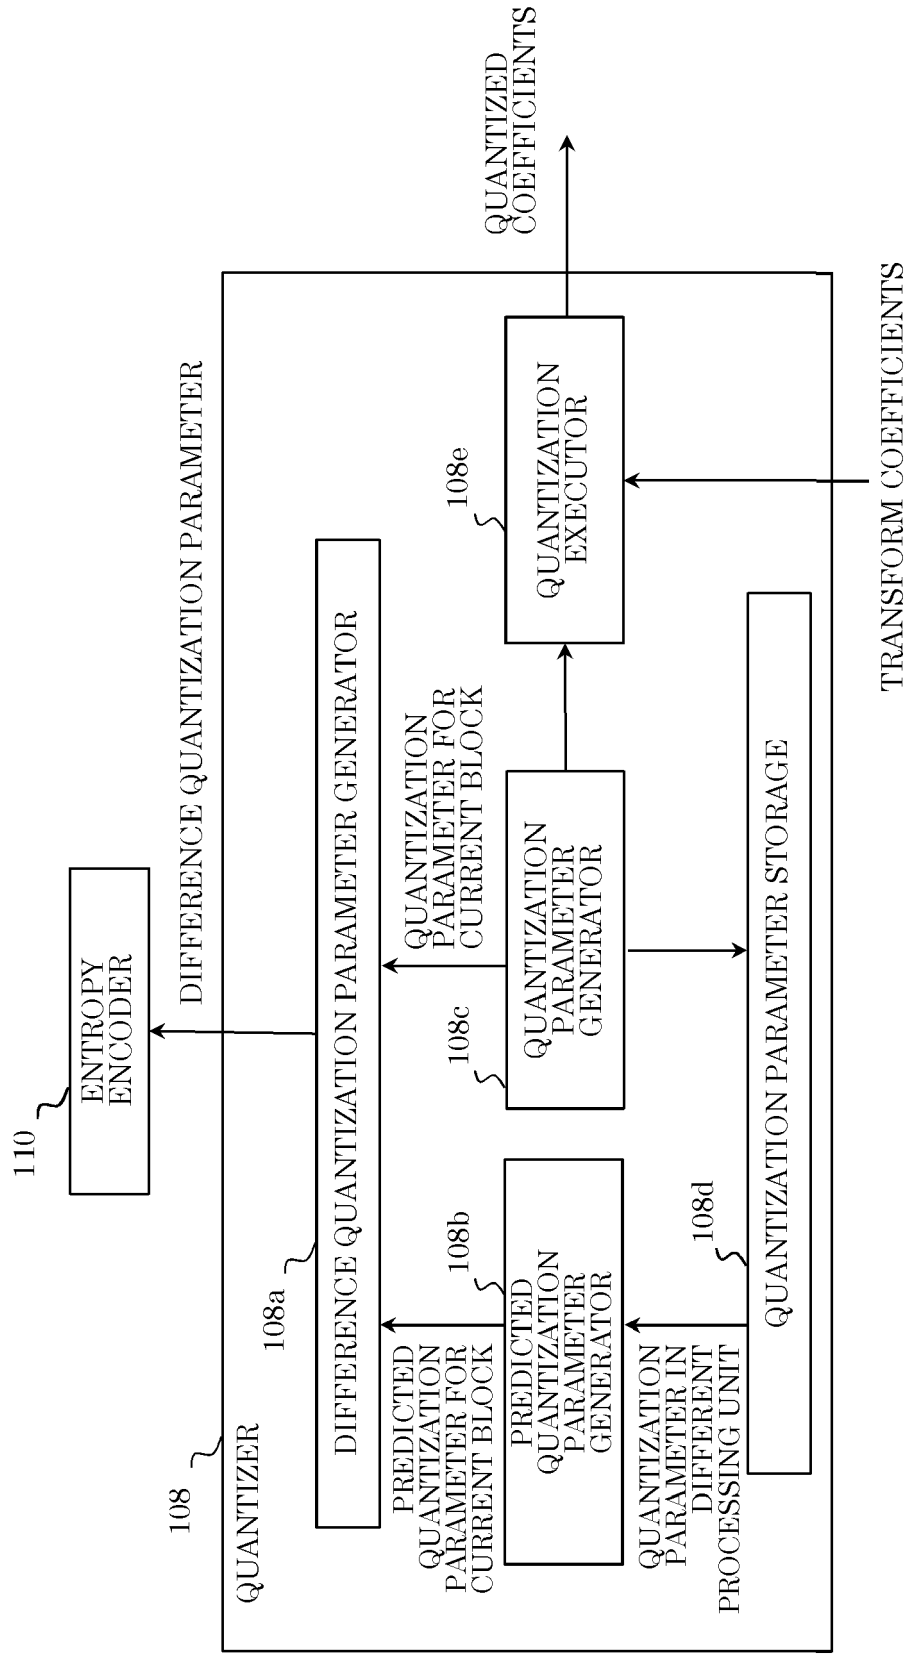 110
ENTROPY
ENCODER
DIFFERENCE QUANTIZATION PARAMETER
108
QUANTIZER
108a
DIFFERENCE QUANTIZATION PARAMETER GENERATOR
PREDICTED
QUANTIZATION
PARAMETER FOR
CURRENT BLOCK
QUANTIZATION
PARAMETER FOR
CURRENT BLOCK
108b
PREDICTED
QUANTIZATION
PARAMETER
GENERATOR
108c
QUANTIZATION
PARAMETER
GENERATOR
108e
QUANTIZATION
EXECUTOR
QUANTIZED
COEFFICIENTS
QUANTIZATION
PARAMETER IN
DIFFERENT
PROCESSING UNIT
108d
QUANTIZATION PARAMETER STORAGE
TRANSFORM COEFFICIENTS